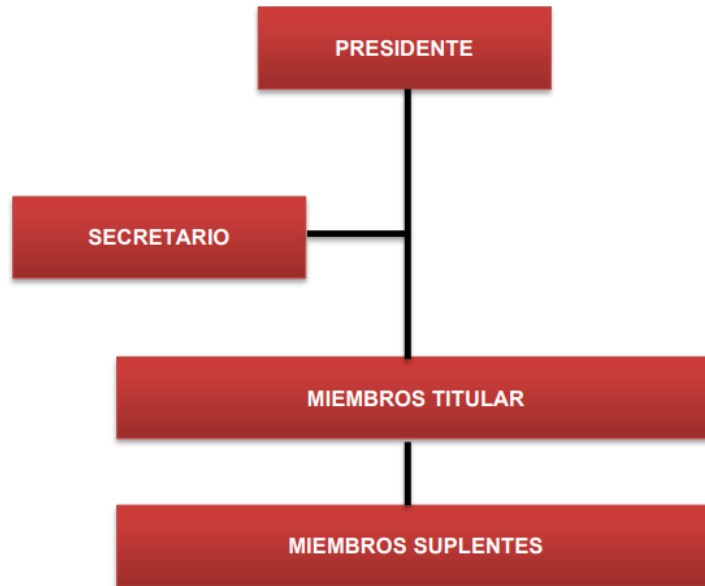 PRESIDENTE
SECRETARIO
MIEMBROS TITULAR
MIEMBROS SUPLENTES